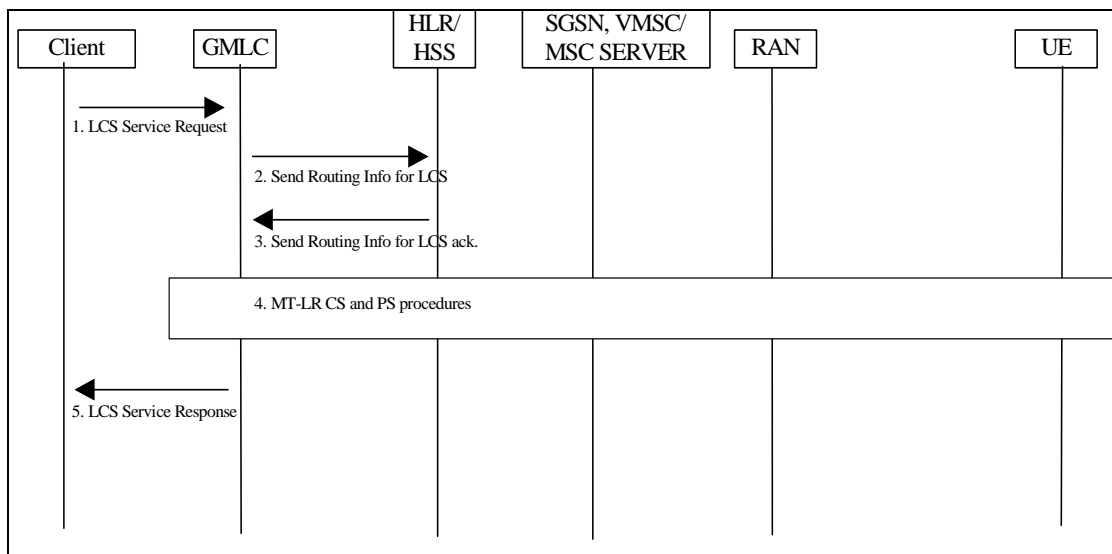 Client
GMLC
HLR/
HSS
SGSN, VMSC/
MSC SERVER
RAN
UE
1. LCS Service Request
2. Send Routing Info for LCS
3. Send Routing Info for LCS ack.
4. MT-LR CS and PS procedures
5. LCS Service Response